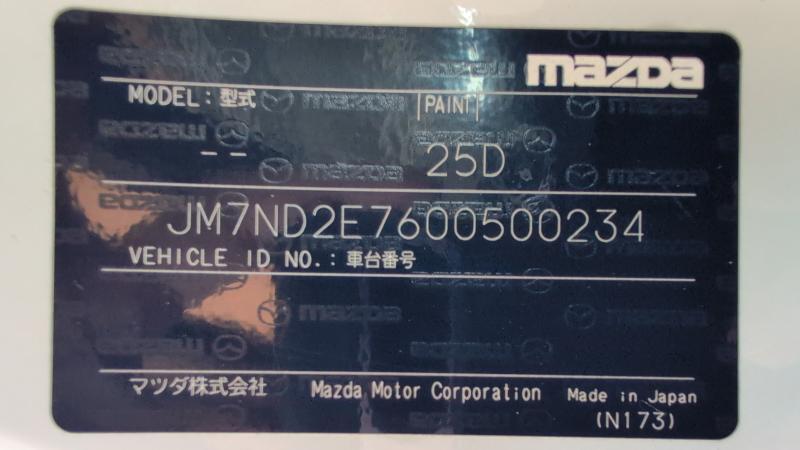 mazda
MODEL：型式 PAINT
-- 25D
JM7ND2E7600500234
VEHICLE ID NO.：車台番号
マツダ株式会社 Mazda Motor Corporation Made in Japan
(N173)